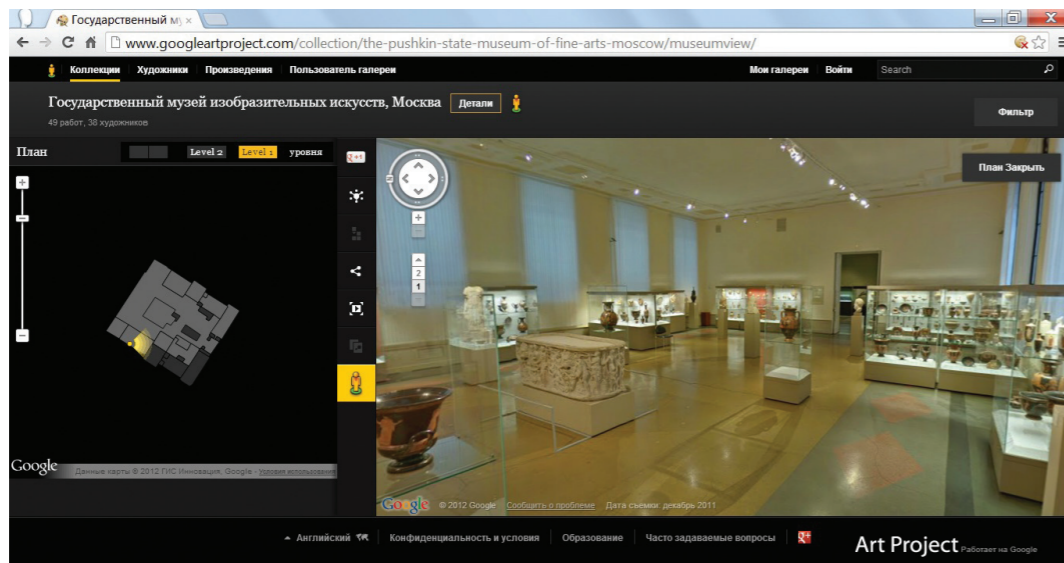 Государственный му
www.googleartproject.com/collection/the-pushkin-state-museum-of-fine-arts-moscow/museumview/
Коллекции Художники Произведения Пользователь галереи Мои галереи Войти Search
Государственный музей изобразительных искусств, Москва Детали
49 работ, 38 художников
Фильтр
План Level 2 Level 1 уровня
g+1
План Закрыть
2
1
Google Данные карты © 2012 ГИС Инновация, Google - Условия использования
Google © 2012 Google Сообщить о проблеме Дата съемки: декабрь 2011
Английский Конфиденциальность и условия Образование Часто задаваемые вопросы g+ Art Project Работает на Google